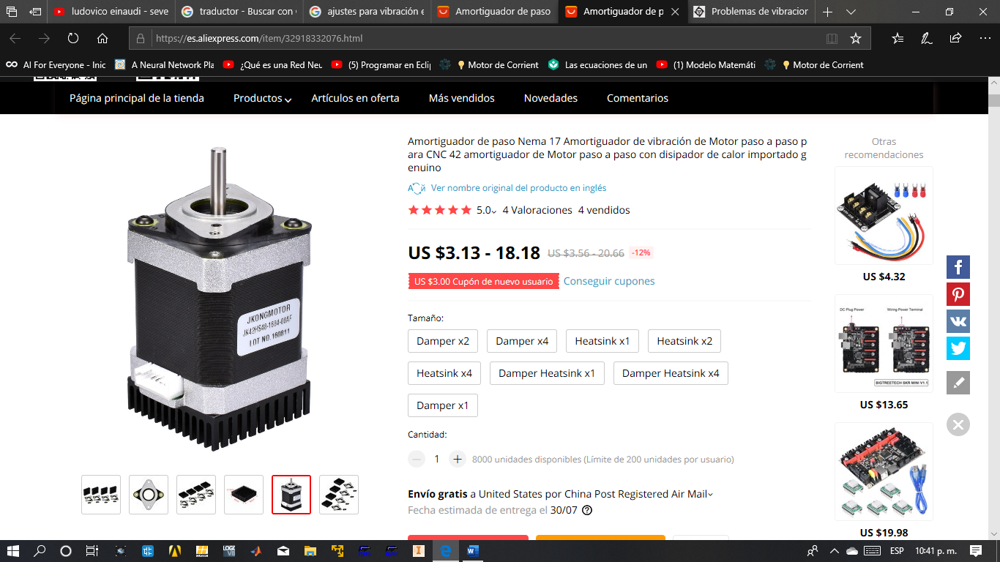 ludovico einaudi - seve
traductor - Buscar con
ajustes para vibración e
Amortiguador de paso
Amortiguador de p
Problemas de vibracior
https://es.aliexpress.com/item/32918332076.html
AI For Everyone - Inic
A Neural Network Pla
¿Qué es una Red Neu
(5) Programar en Ecli
Motor de Corrient
Las ecuaciones de un
(1) Modelo Matemáti
Motor de Corrient
Página principal de la tienda
Productos
Artículos en oferta
Más vendidos
Novedades
Comentarios
Amortiguador de paso Nema 17 Amortiguador de vibración de Motor paso a paso p
ara CNC 42 amortiguador de Motor paso a paso con disipador de calor importado g
enuino
Ver nombre original del producto en inglés
5.0 4 Valoraciones 4 vendidos
US $3.13 - 18.18 US $3.56 - 20.66 -12%
US $3.00 Cupón de nuevo usuario Conseguir cupones
Tamaño:
Damper x2 Damper x4 Heatsink x1 Heatsink x2
Heatsink x4 Damper Heatsink x1 Damper Heatsink x4
Damper x1
Cantidad:
1 8000 unidades disponibles (Límite de 200 unidades por usuario)
Envío gratis a United States por China Post Registered Air Mail
Fecha estimada de entrega el 30/07
JKONGMOTOR
JK42HS48-1684-08AF
LOT NO.160811
Otras
recomendaciones
US $4.32
DC Plug Power Wiring Power Terminal
BIGTREETECH SKR MINI V1.1
US $13.65
US $19.98
ESP 10:41 p. m.